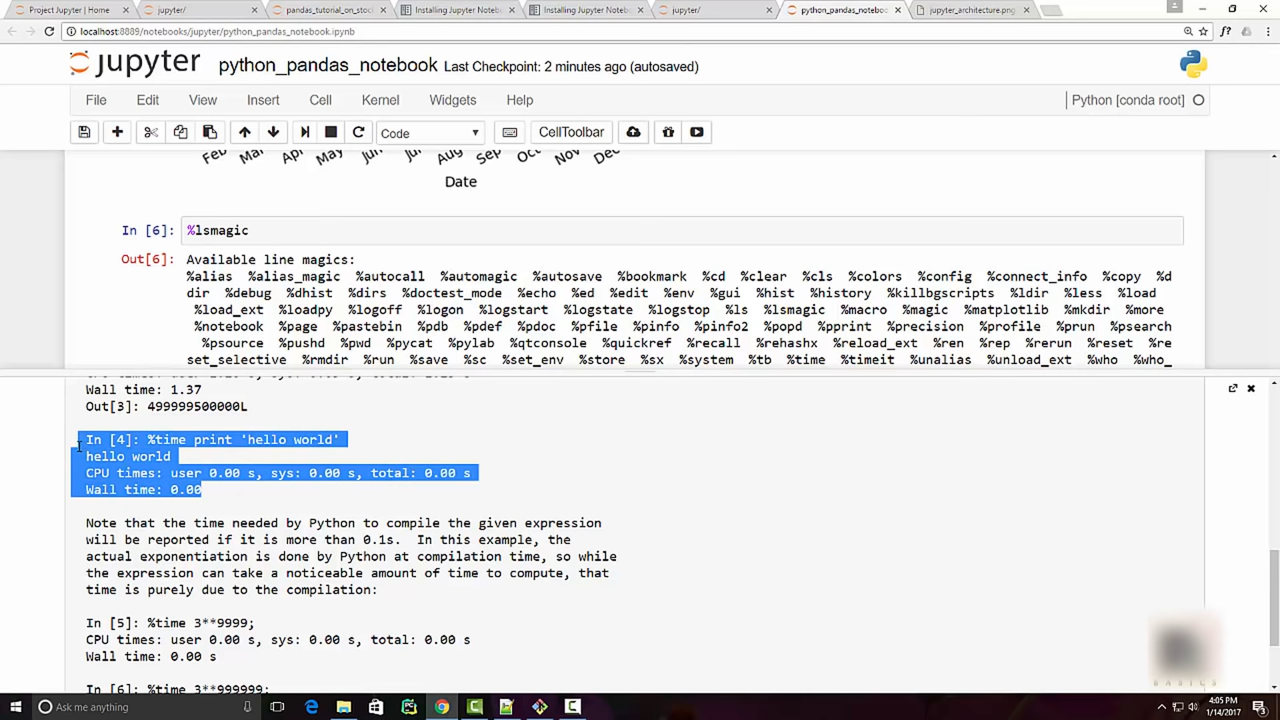 Project Jupyter | Home
jupyter/
pandas_tutorial_on_stoc
Installing Jupyter Notebo
Installing Jupyter Notebo
jupyter/
python_pandas_notebo
jupyter_architecture.png
localhost:8889/notebooks/jupyter/python_pandas_notebook.ipynb
f?
jupyter python_pandas_notebook Last Checkpoint: 2 minutes ago (autosaved)
File Edit View Insert Cell Kernel Widgets Help Python [conda root]
Code CellToolbar
Feb Mar Apr May Jun Jul Aug Sep Oct Nov Dec
Date
In [6]: %lsmagic
Out[6]: Available line magics:
%alias %alias_magic %autocall %automagic %autosave %bookmark %cd %clear %cls %colors %config %connect_info %copy %d
dir %debug %dhist %dirs %doctest_mode %echo %ed %edit %env %gui %hist %history %killbgscripts %ldir %less %load
%load_ext %loadpy %logoff %logon %logstart %logstate %logstop %ls %lsmagic %macro %magic %matplotlib %mkdir %more
%notebook %page %pastebin %pdb %pdef %pdoc %pfile %pinfo %pinfo2 %popd %pprint %precision %profile %prun %psearch
%psource %pushd %pwd %pycat %pylab %qtconsole %quickref %recall %rehashx %reload_ext %ren %rep %rerun %reset %re
set_selective %rmdir %run %save %sc %set_env %store %sx %system %tb %time %timeit %unalias %unload_ext %who %who_
Wall time: 1.37
Out[3]: 499999500000L
In [4]: %time print 'hello world'
hello world
CPU times: user 0.00 s, sys: 0.00 s, total: 0.00 s
Wall time: 0.00
Note that the time needed by Python to compile the given expression
will be reported if it is more than 0.1s. In this example, the
actual exponentiation is done by Python at compilation time, so while
the expression can take a noticeable amount of time to compute, that
time is purely due to the compilation:
In [5]: %time 3**9999;
CPU times: user 0.00 s, sys: 0.00 s, total: 0.00 s
Wall time: 0.00 s
In [6]: %time 3**999999;
BASICS
Ask me anything
4:05 PM
1/14/2017